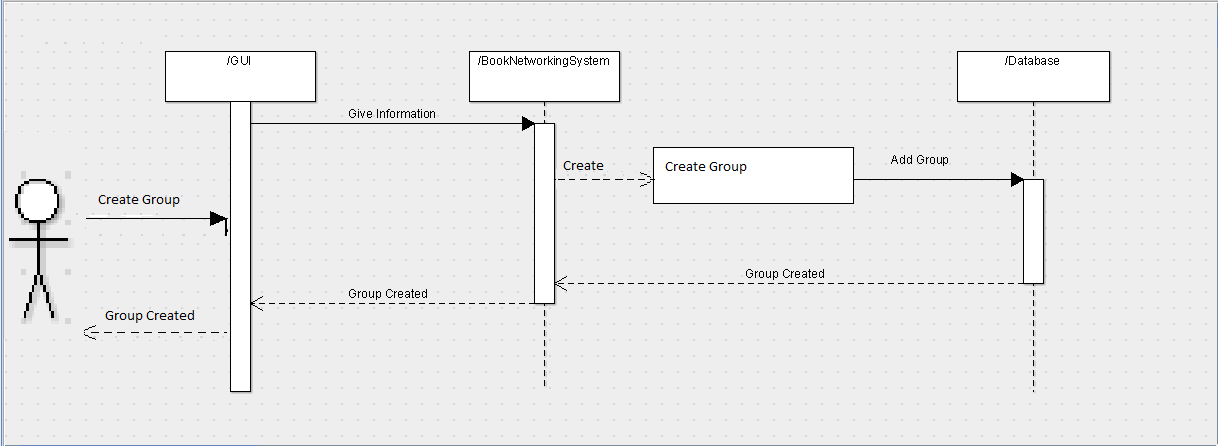 /GUI
/BookNetworkingSystem
/Database
Give Information
Create
Create Group
Add Group
Create Group
Group Created
Group Created
Group Created